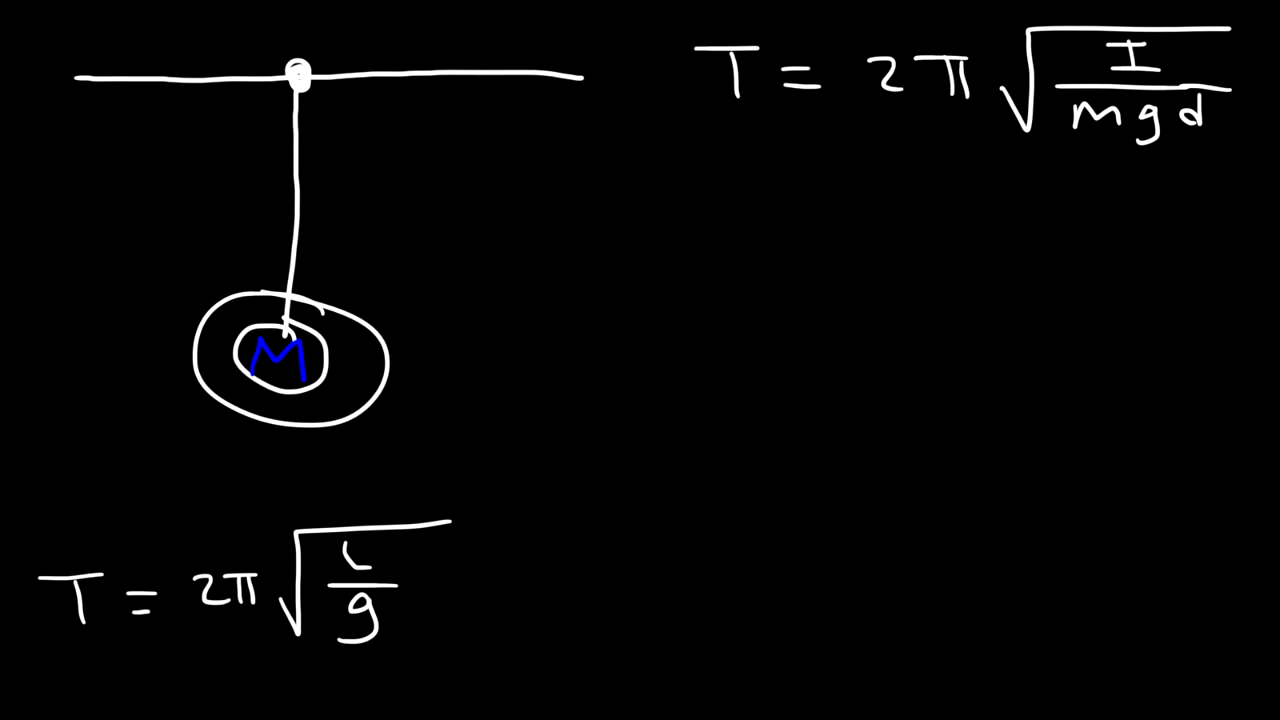 T = 2π √(I / mgd)
M
T = 2π √(L / g)